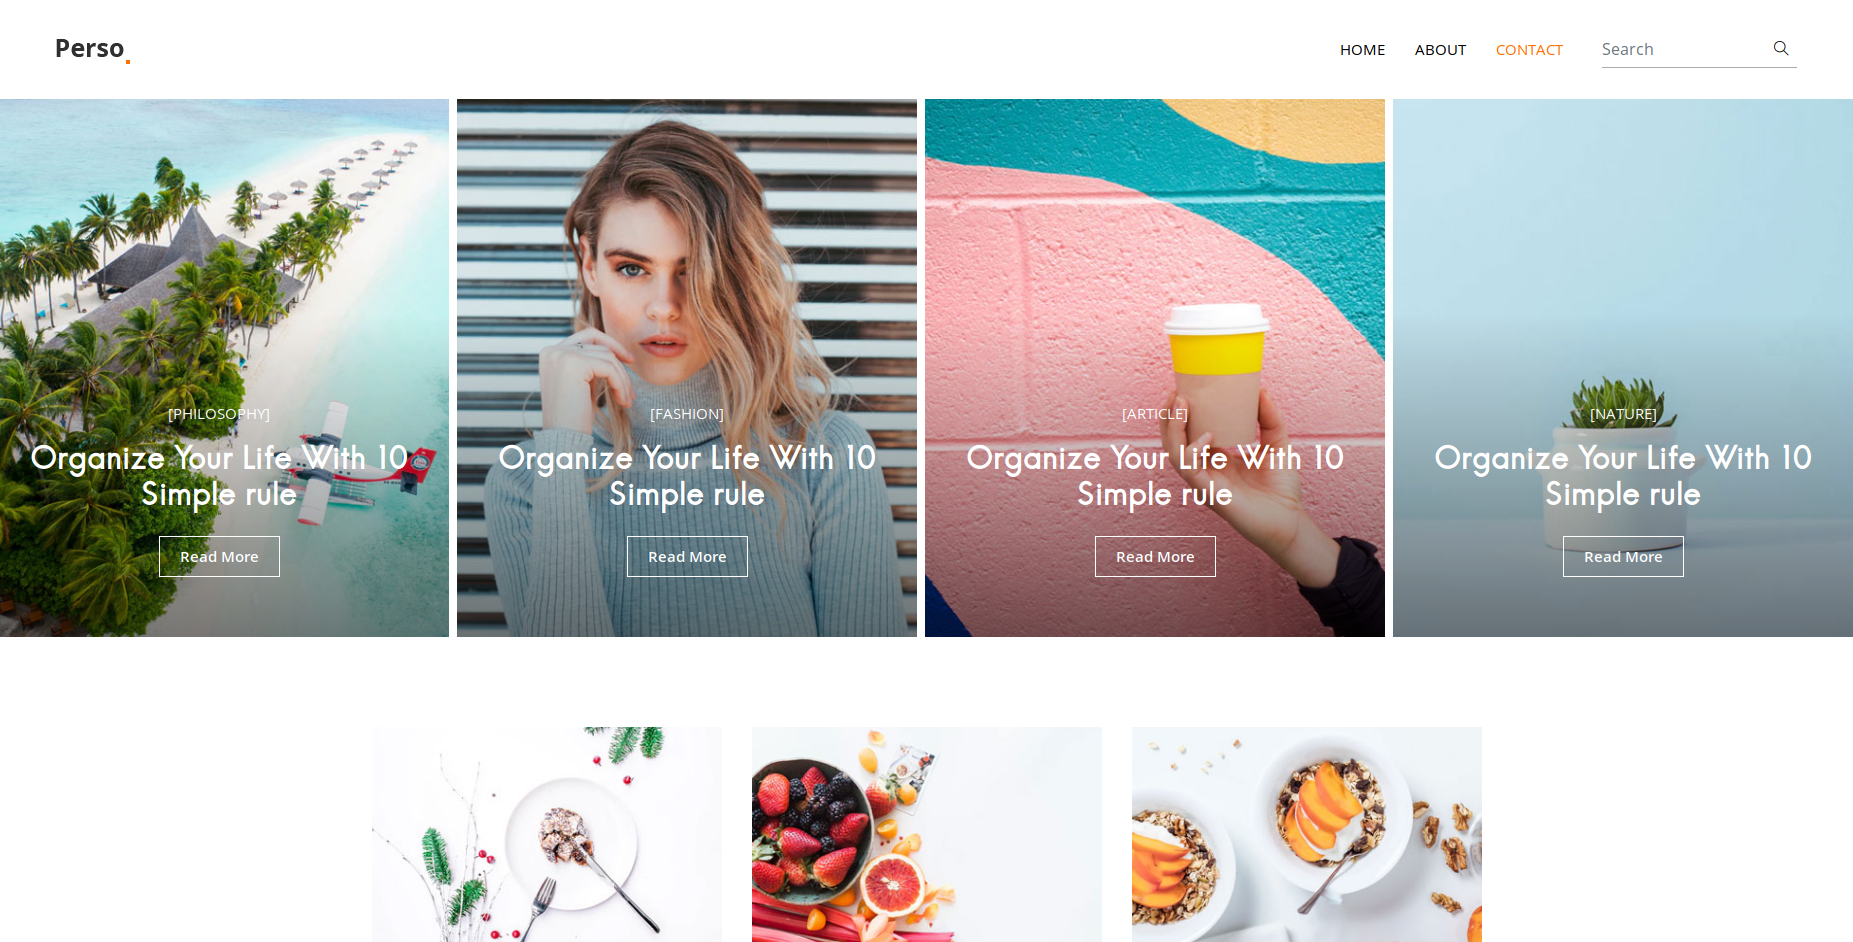 Perso.
HOME ABOUT CONTACT Search
[PHILOSOPHY]
Organize Your Life With 10
Simple rule
Read More
[FASHION]
Organize Your Life With 10
Simple rule
Read More
[ARTICLE]
Organize Your Life With 10
Simple rule
Read More
[NATURE]
Organize Your Life With 10
Simple rule
Read More